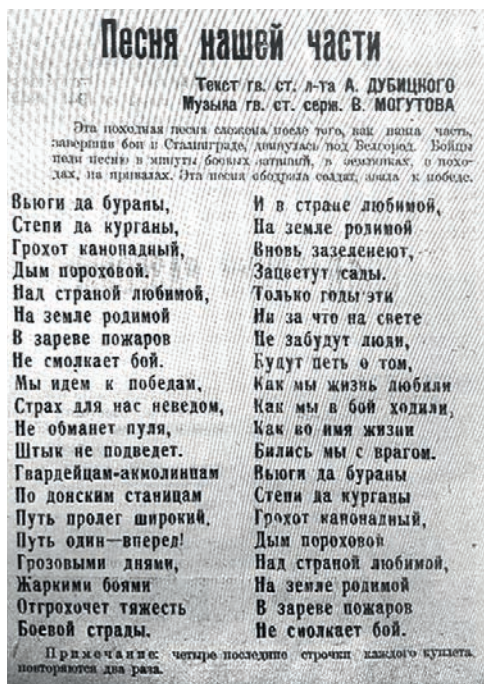 Песня нашей части
Текст гв. ст. л-та А. ДУБИЦКОГО
Музыка гв. ст. серж. В. МОГУТОВА
Эта походная песня сложена после того, как наша часть,
завершив бои в Сталинграде, двинулась под Белгород. Бойцы
пели песню в минуты боевых затиший, в землянках, в похо-
дах, на привалах. Эта песня ободряла солдат, звала к победе.
Вьюги да бураны,
Степи да курганы,
Грохот канонадный,
Дым пороховой.
Над страной любимой,
На земле родимой
В зареве пожаров
Не смолкает бой.
Мы идем к победам,
Страх для нас неведом,
Не обманет пуля,
Штык не подведет.
Гвардейцам-акмолинцам
По донским станицам
Путь пролег широкий.
Путь один—вперед!
Грозовыми днями,
Жаркими боями
Отгрохочет тяжесть
Боевой страды.
И в стране любимой,
На земле родимой
Вновь зазеленеют,
Зацветут сады.
Только годы эти
Ни за что на свете
Не забудут люди,
Будут петь о том,
Как мы жизнь любили
Как мы в бой ходили,
Как во имя жизни
Бились мы с врагом.
Вьюги да бураны
Степи да курганы
Грохот канонадный,
Дым пороховой
Над страной любимой,
На земле родимой
В зареве пожаров
Не смолкает бой.
Примечание: четыре последние строчки каждого куплета
повторяются два раза.